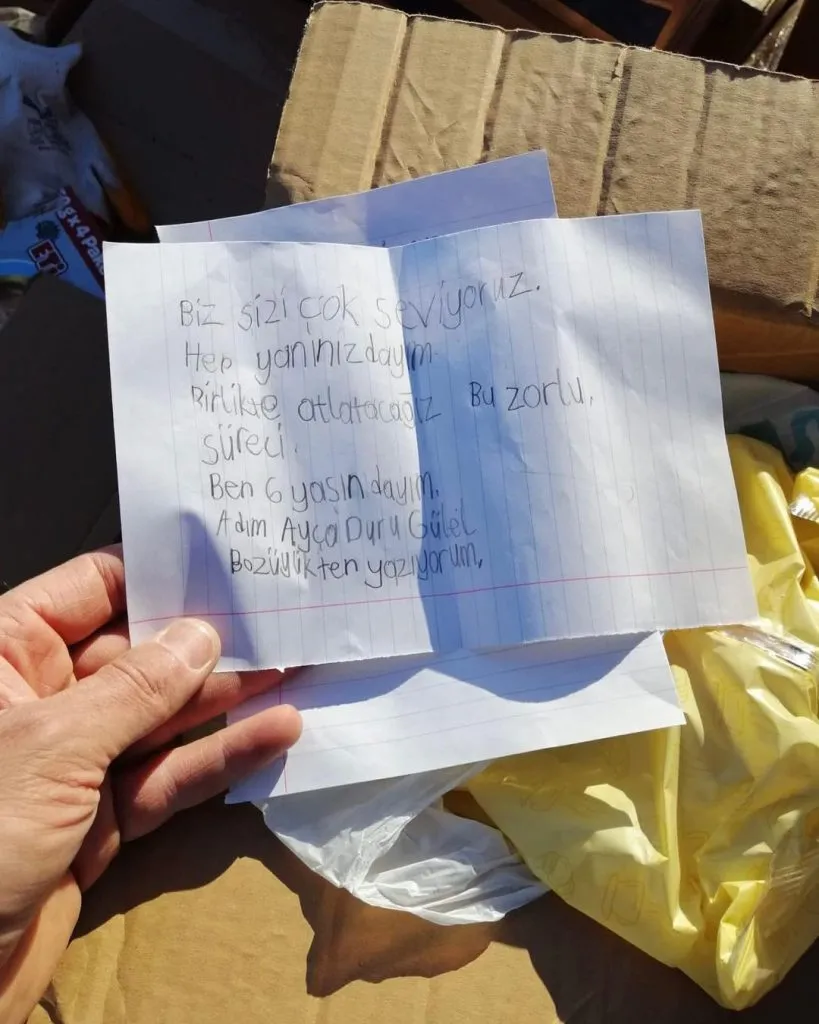 Biz sizi çok seviyoruz.
Hep yanınızdayım
Birlikte atlatacağız Bu zorlu,
süreci.
Ben 6 yaşındayım.
Adım Ayça Duru Gülel
Bozüyükten yazıyorum,